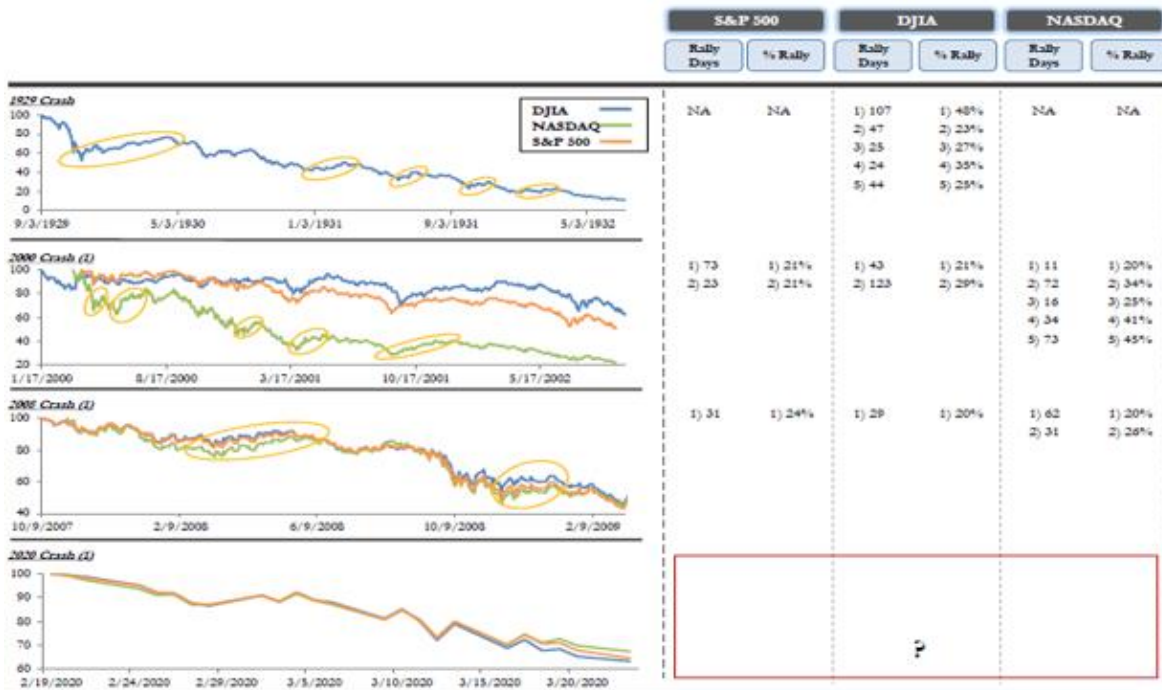 S&P 500 DJIA NASDAQ
Rally Days % Rally Rally Days % Rally Rally Days % Rally
1929 Crash
100
80
60
40
20
0
DJIA
NASDAQ
S&P 500
9/3/1929 5/3/1930 1/3/1931 9/3/1931 5/3/1932
NA NA 1) 107 1) 48% NA NA
2) 47 2) 23%
3) 25 3) 27%
4) 24 4) 35%
5) 44 5) 25%
2000 Crash (1)
100
80
60
40
20
1/17/2000 8/17/2000 3/17/2001 10/17/2001 5/17/2002
1) 73 1) 21% 1) 43 1) 21% 1) 11 1) 20%
2) 23 2) 21% 2) 123 2) 29% 2) 72 2) 34%
3) 16 3) 25%
4) 34 4) 41%
5) 73 5) 45%
2008 Crash (1)
100
80
60
40
10/9/2007 2/9/2008 6/9/2008 10/9/2008 2/9/2009
1) 31 1) 24% 1) 29 1) 20% 1) 62 1) 20%
2) 31 2) 26%
2020 Crash (1)
100
90
80
70
60
2/19/2020 2/24/2020 2/29/2020 3/5/2020 3/10/2020 3/15/2020 3/20/2020
?